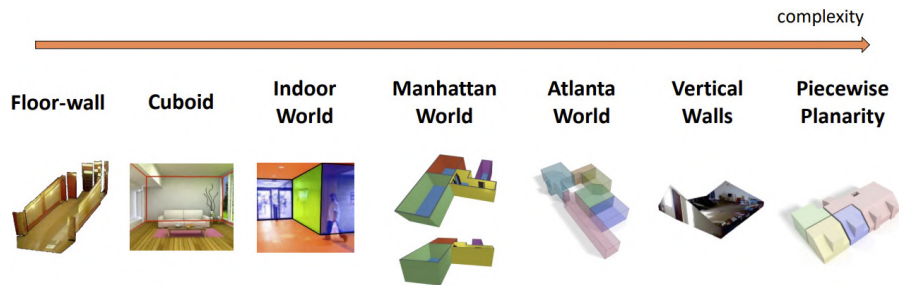 complexity
Floor-wall
Cuboid
Indoor
World
Manhattan
World
Atlanta
World
Vertical
Walls
Piecewise
Planarity